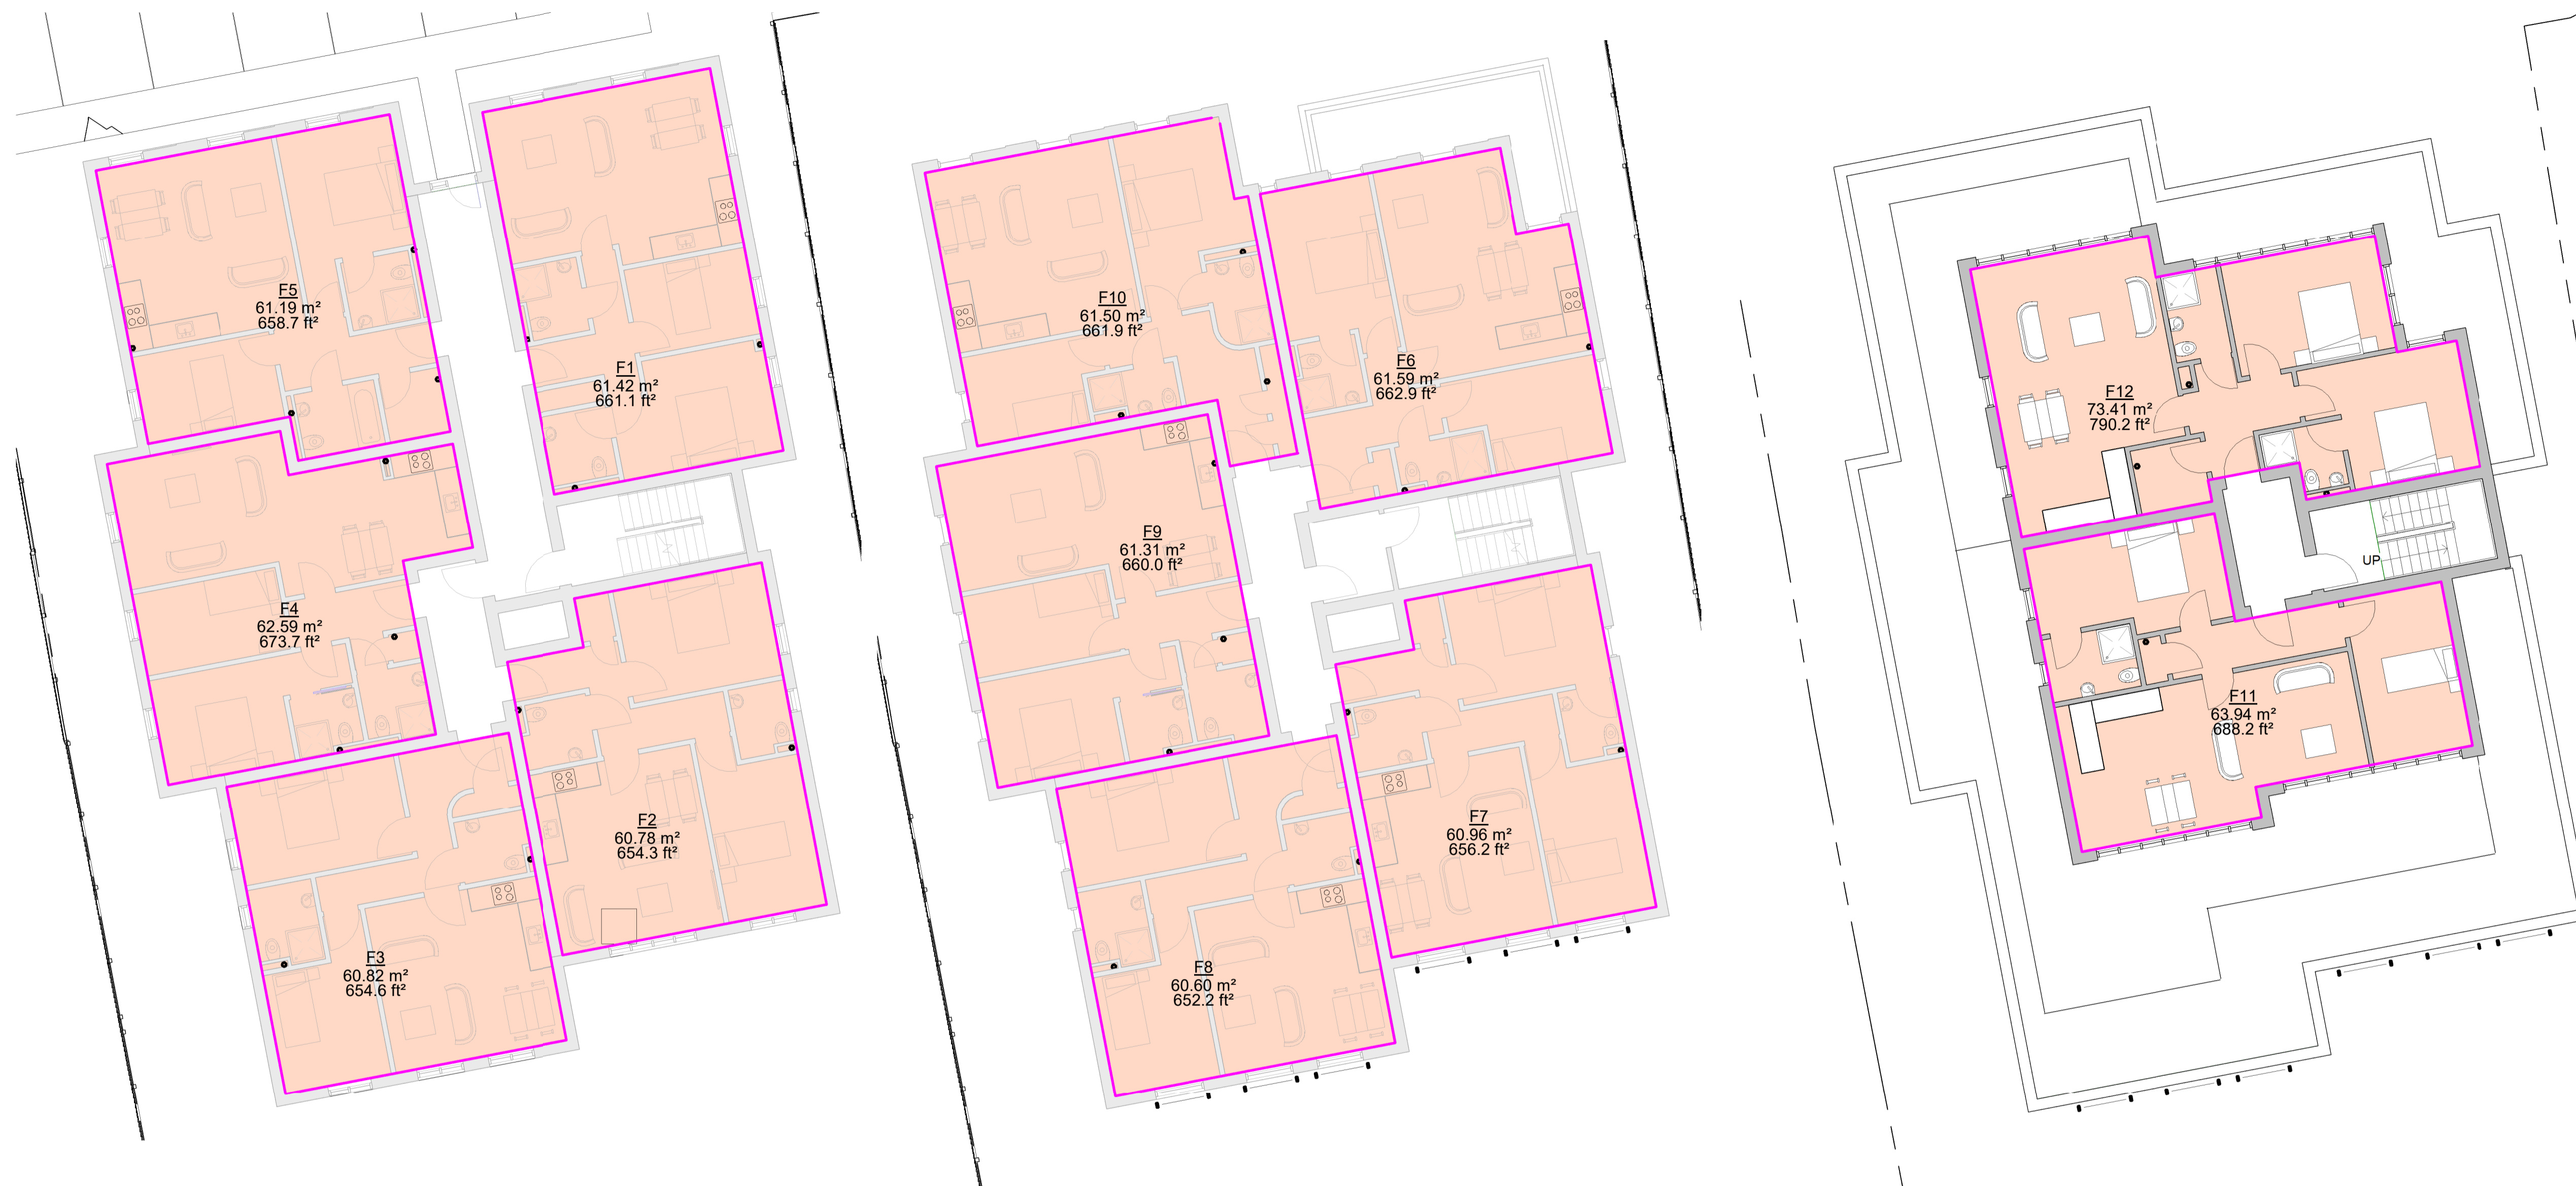 F5
61.19 m²
658.7 ft²
F1
61.42 m²
661.1 ft²
F4
62.59 m²
673.7 ft²
F2
60.78 m²
654.3 ft²
F3
60.82 m²
654.6 ft²
F10
61.50 m²
661.9 ft²
F6
61.59 m²
662.9 ft²
F9
61.31 m²
660.0 ft²
F7
60.96 m²
656.2 ft²
F8
60.60 m²
652.2 ft²
F12
73.41 m²
790.2 ft²
UP
F11
63.94 m²
688.2 ft²